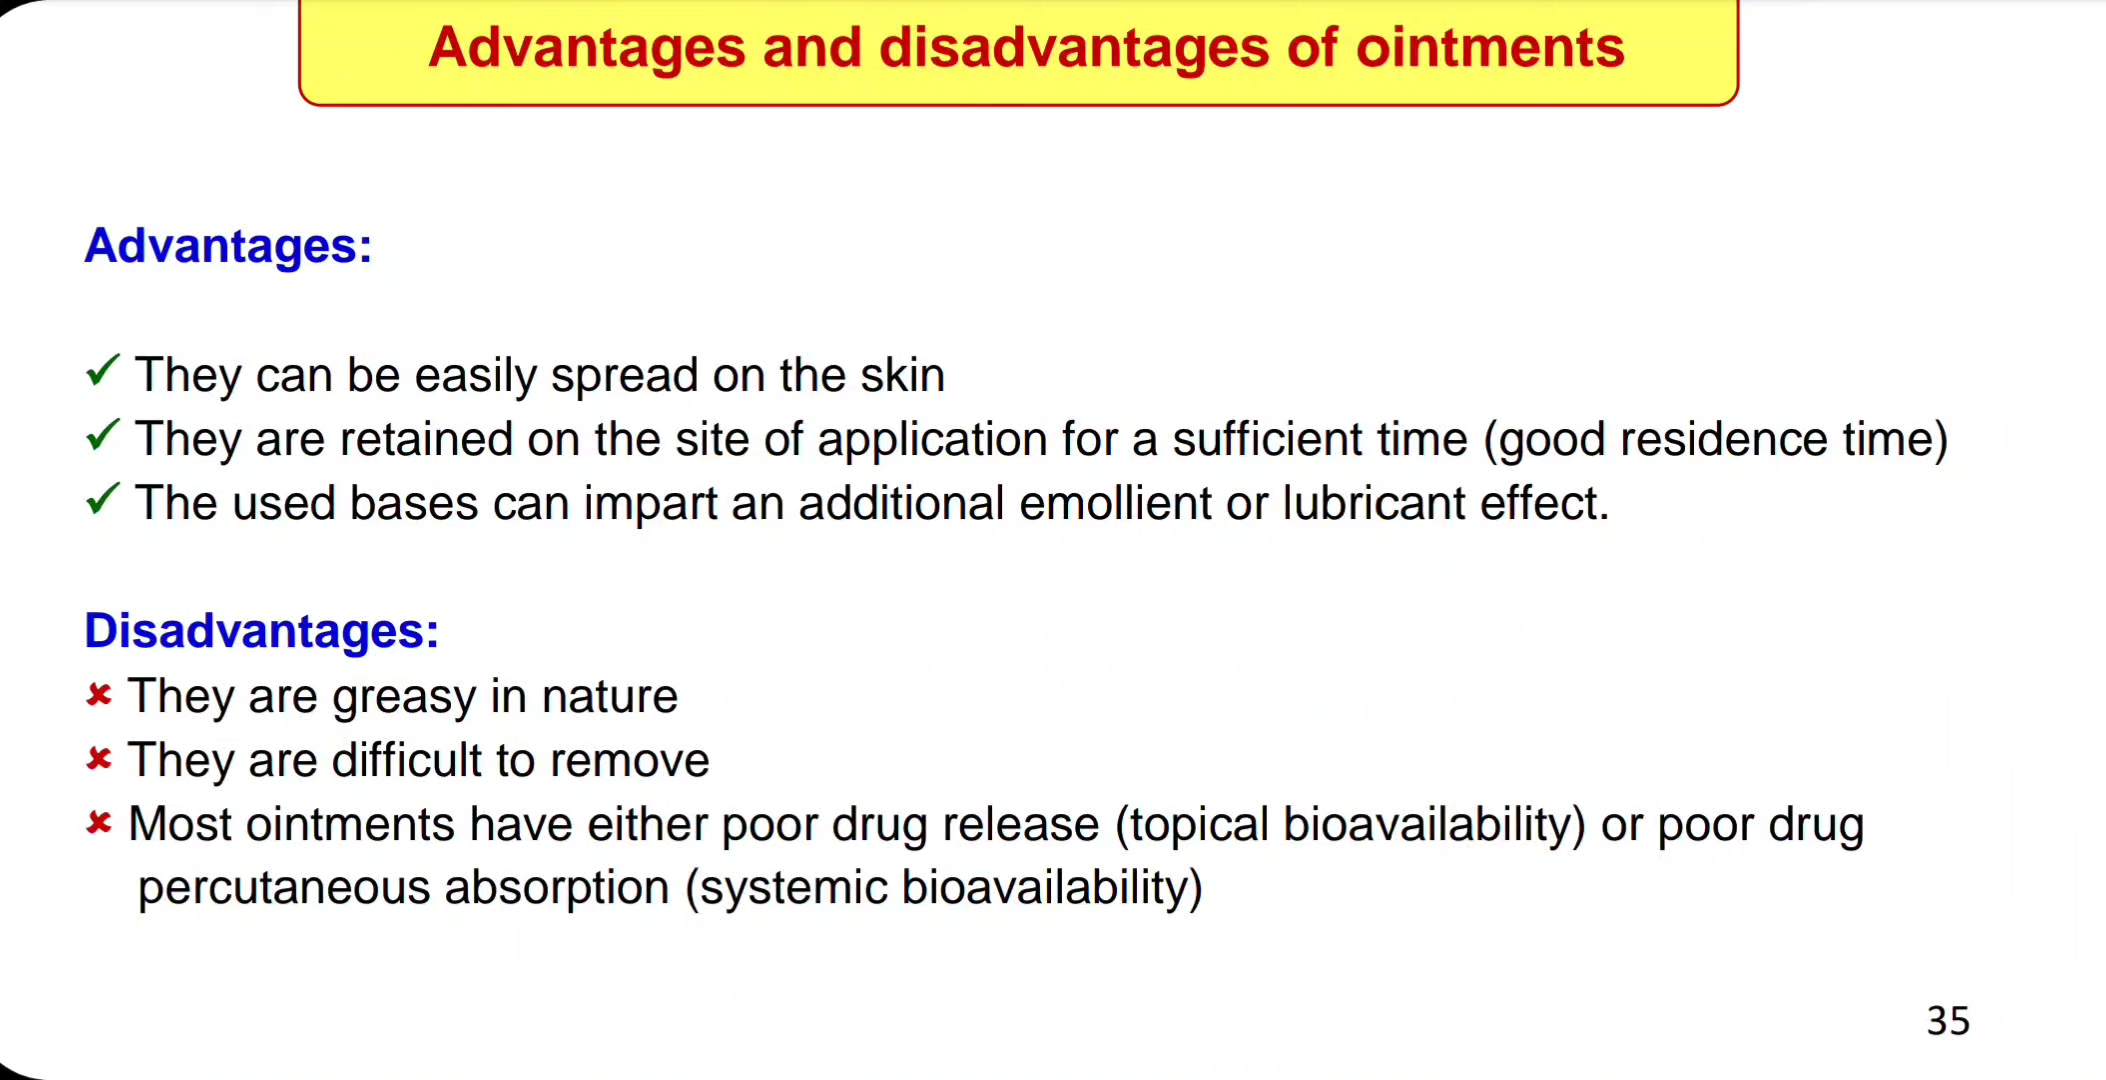 Advantages and disadvantages of ointments
Advantages:
✓ They can be easily spread on the skin
✓ They are retained on the site of application for a sufficient time (good residence time)
✓ The used bases can impart an additional emollient or lubricant effect.
Disadvantages:
✘ They are greasy in nature
✘ They are difficult to remove
✘ Most ointments have either poor drug release (topical bioavailability) or poor drug
percutaneous absorption (systemic bioavailability)
35